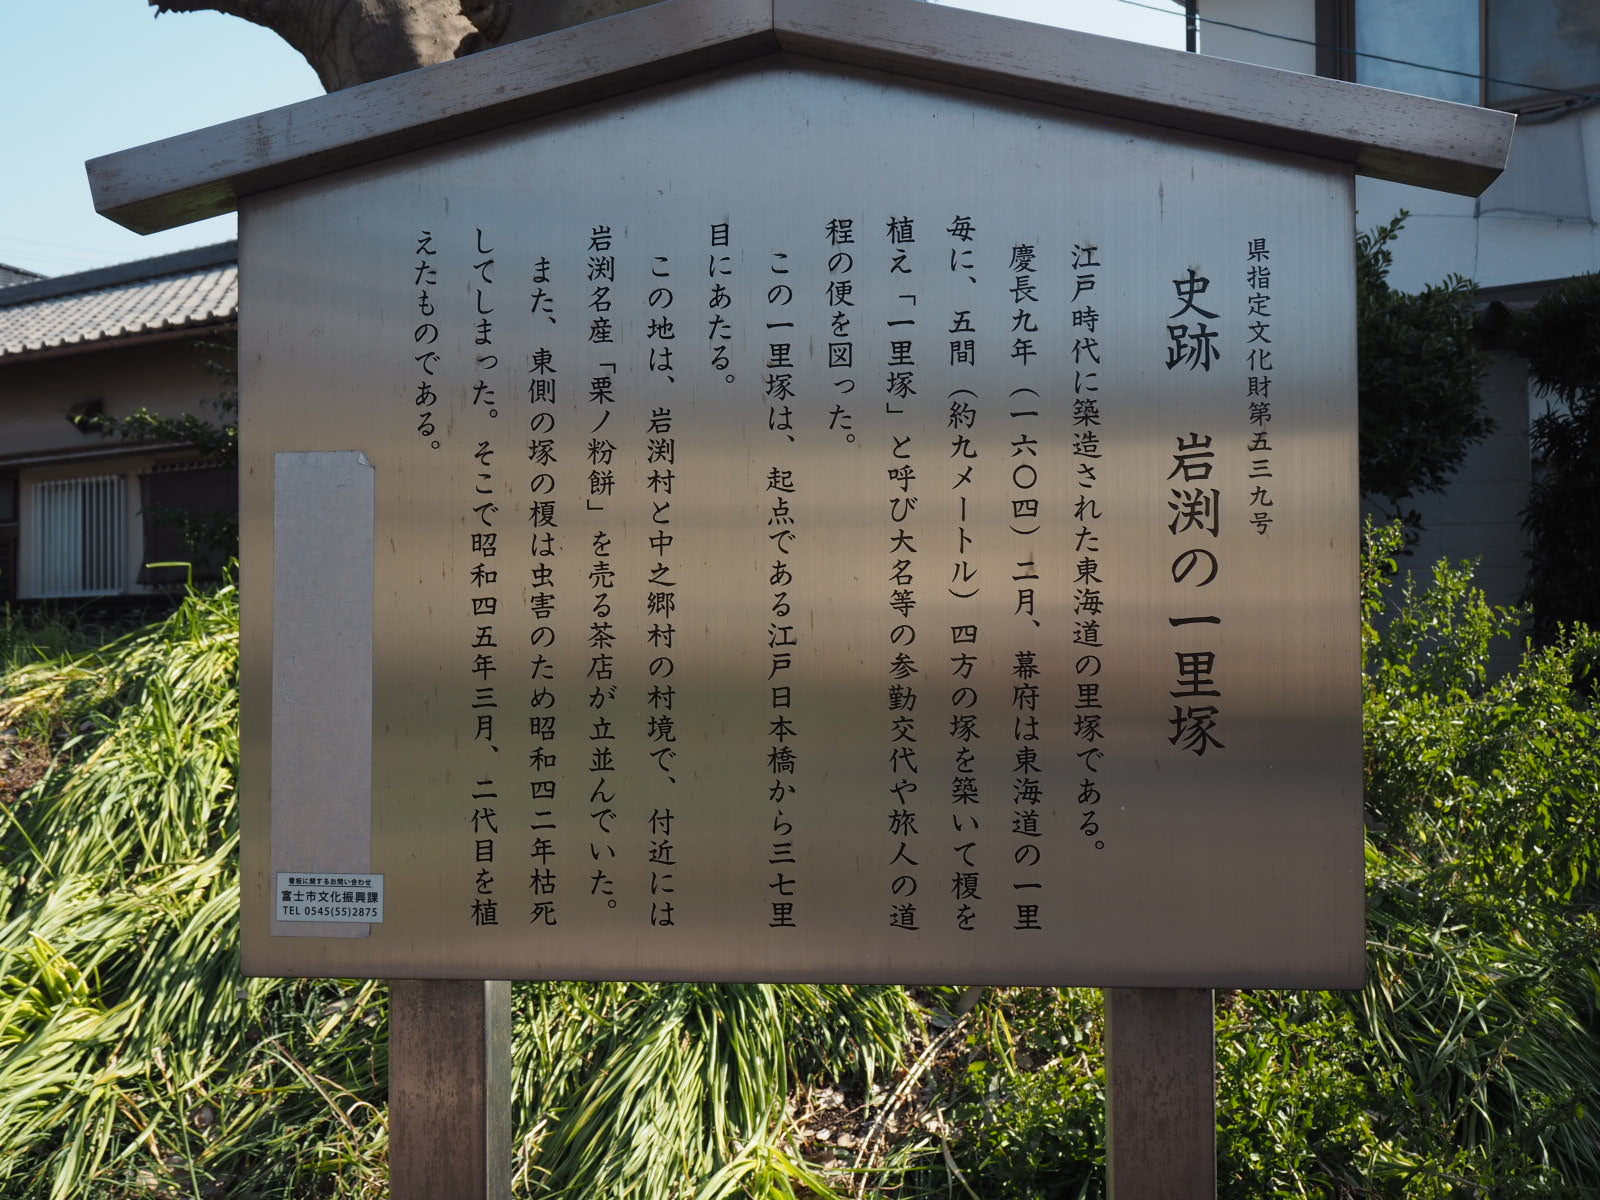 県指定文化財第五三九号
史跡　岩渕の一里塚
江戸時代に築造された東海道の里塚である。
慶長九年（一六〇四）二月、幕府は東海道の一里
毎に、五間（約九メートル）四方の塚を築いて榎を
植え「一里塚」と呼び大名等の参勤交代や旅人の道
程の便を図った。
この一里塚は、起点である江戸日本橋から三七里
目にあたる。
この地は、岩渕村と中之郷村の村境で、付近には
岩渕名産「栗ノ粉餅」を売る茶店が立並んでいた。
また、東側の塚の榎は虫害のため昭和四二年枯死
してしまった。そこで昭和四五年三月、二代目を植
えたものである。
看板に関するお問い合わせ
富士市文化振興課
TEL 0545(55)2875